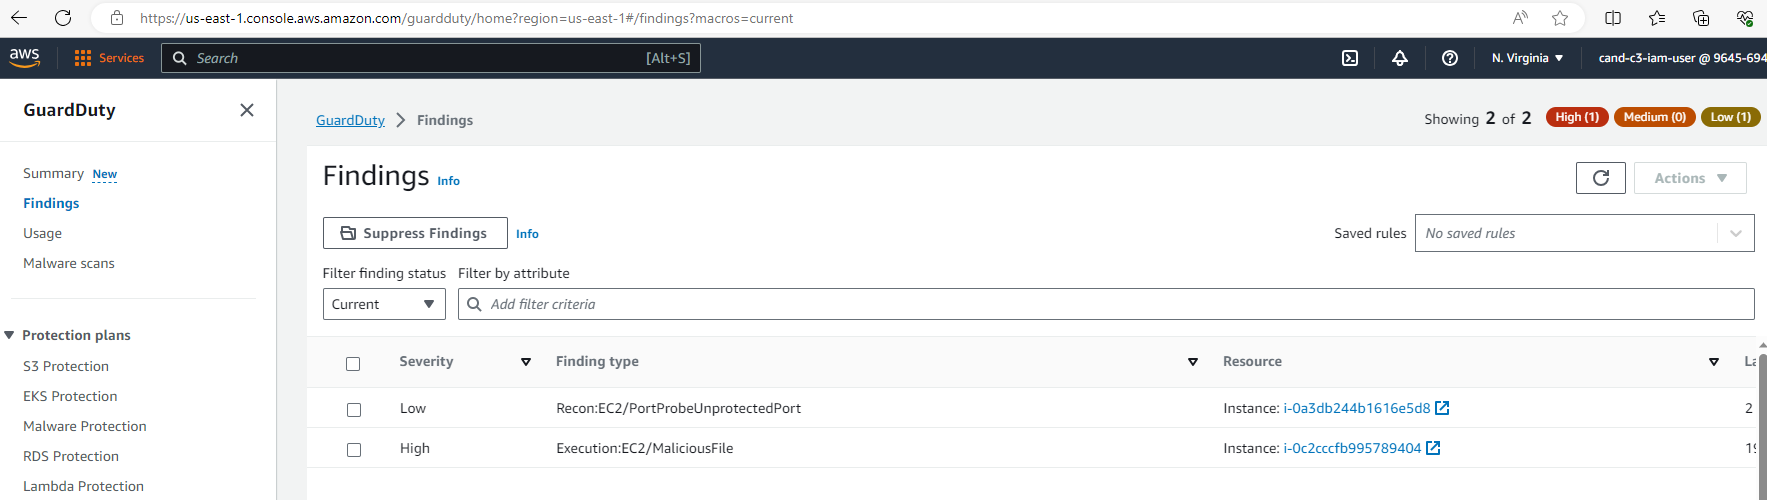 https://us-east-1.console.aws.amazon.com/guardduty/home?region=us-east-1#/findings?macros=current
aws Services Search [Alt+S] N. Virginia cand-c3-iam-user @ 9645-694
GuardDuty
Summary New
Findings
Usage
Malware scans
Protection plans
S3 Protection
EKS Protection
Malware Protection
RDS Protection
Lambda Protection
GuardDuty Findings
Showing 2 of 2 High (1) Medium (0) Low (1)
Findings Info
Actions
Suppress Findings Info
Saved rules No saved rules
Filter finding status Filter by attribute
Current Add filter criteria
Severity Finding type Resource
Low Recon:EC2/PortProbeUnprotectedPort Instance: i-0a3db244b1616e5d8 2
High Execution:EC2/MaliciousFile Instance: i-0c2cccfb995789404